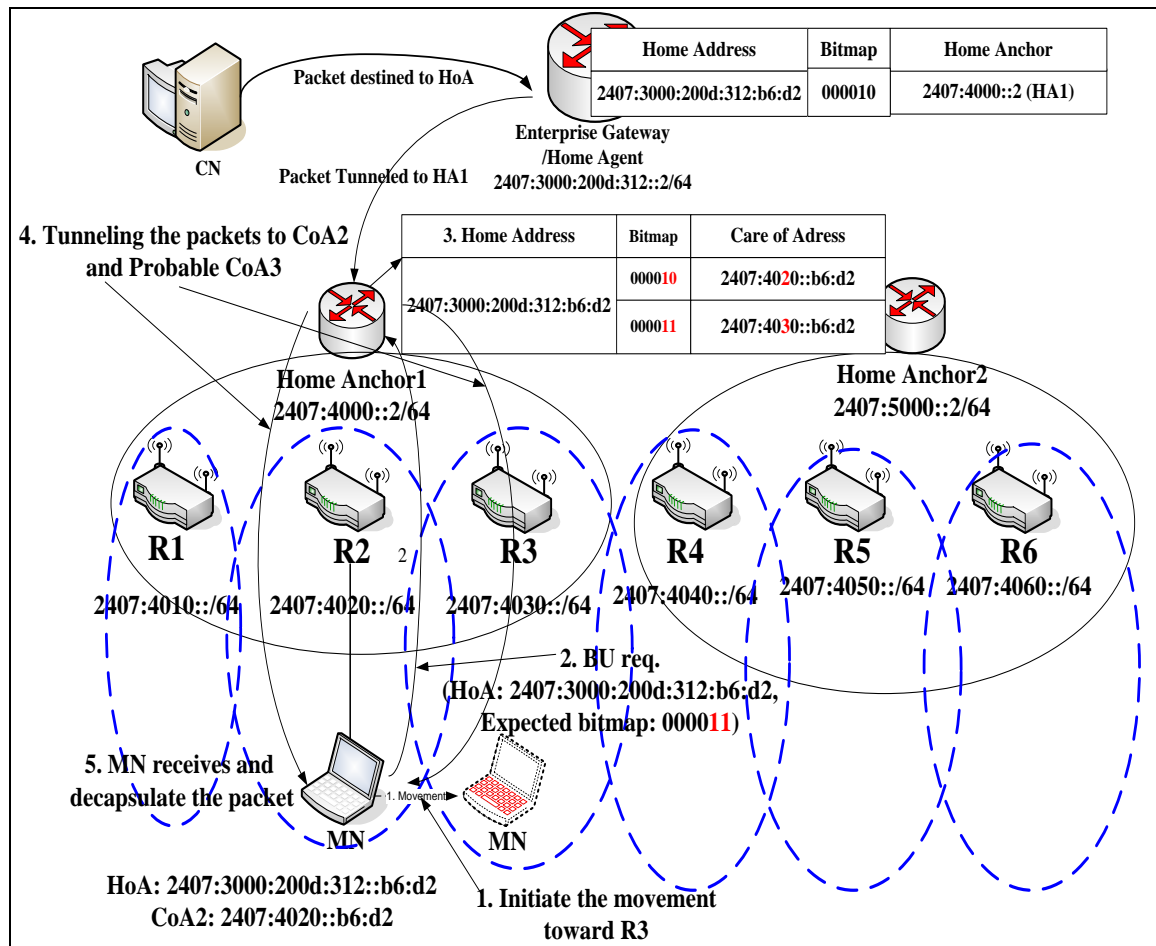 Home Address Bitmap Home Anchor
2407:3000:200d:312:b6:d2 000010 2407:4000::2 (HA1)
Packet destined to HoA
CN
Enterprise Gateway
/Home Agent
2407:3000:200d:312::2/64
Packet Tunneled to HA1
4. Tunneling the packets to CoA2
and Probable CoA3
3. Home Address Bitmap Care of Adress
2407:3000:200d:312:b6:d2
000010 2407:4020::b6:d2
000011 2407:4030::b6:d2
Home Anchor1
2407:4000::2/64
Home Anchor2
2407:5000::2/64
R1 R2 R3 R4 R5 R6
2
2407:4010::/64 2407:4020::/64 2407:4030::/64 2407:4040::/64 2407:4050::/64 2407:4060::/64
2. BU req.
(HoA: 2407:3000:200d:312:b6:d2,
Expected bitmap: 000011)
5. MN receives and
decapsulate the packet
1. Movement
MN MN
HoA: 2407:3000:200d:312::b6:d2
CoA2: 2407:4020::b6:d2
1. Initiate the movement
toward R3